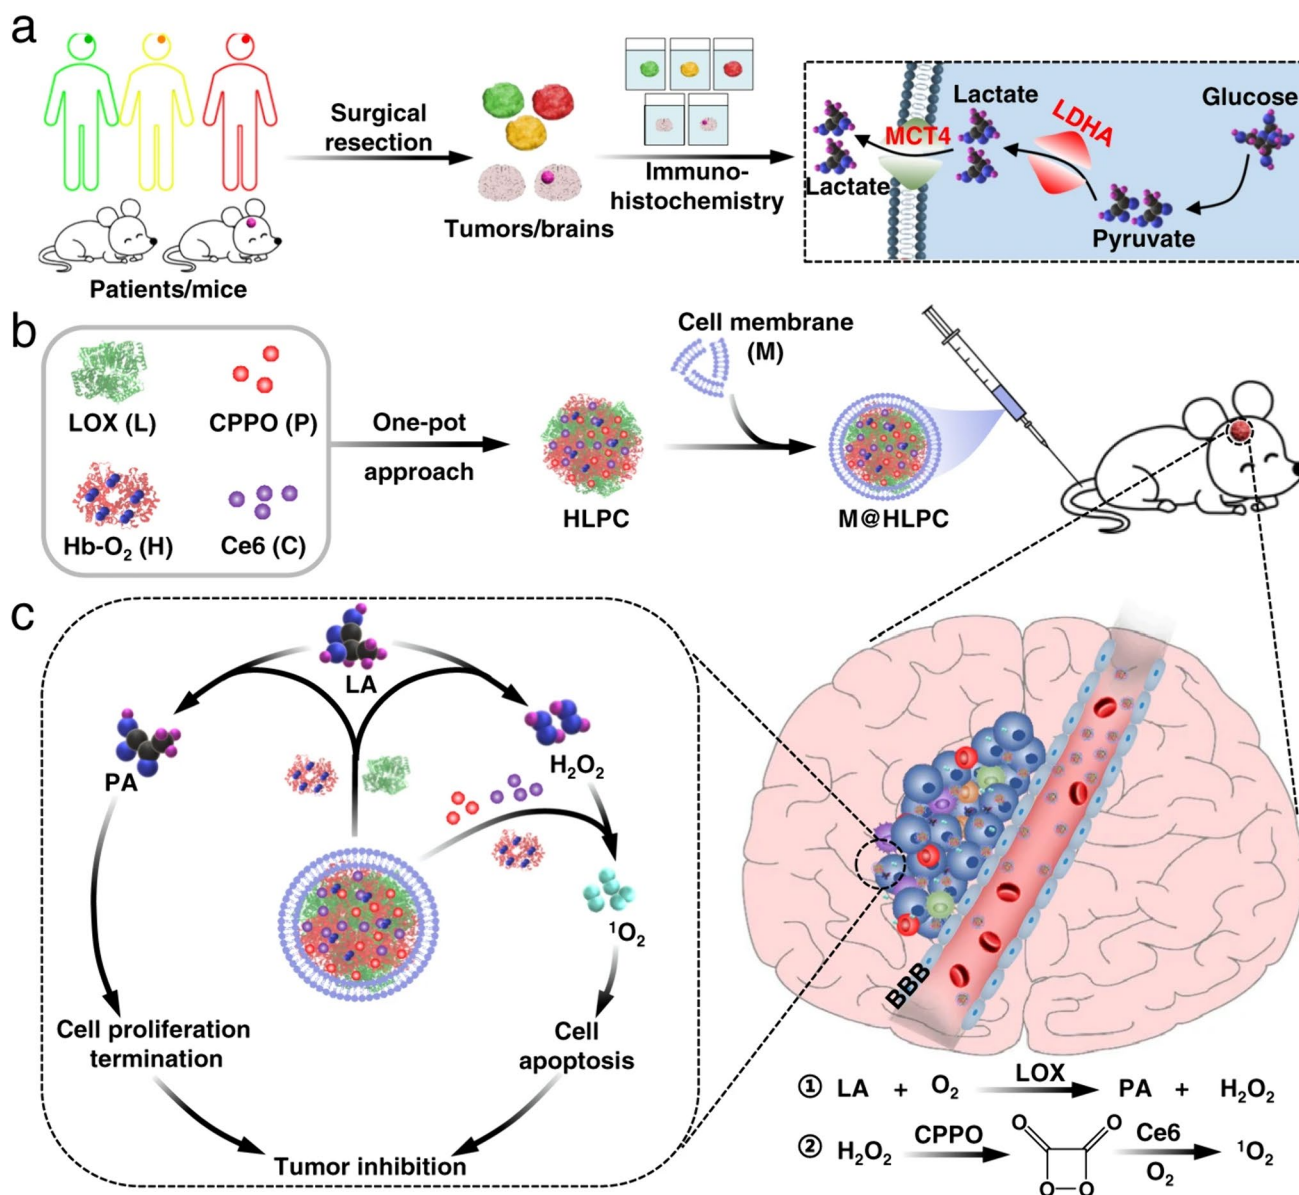 a
Surgical
resection
Patients/mice
Tumors/brains
Immuno-
histochemistry
Lactate
MCT4
Lactate
LDHA
Pyruvate
Glucose
b
LOX (L)
CPPO (P)
Hb-O₂ (H)
Ce6 (C)
One-pot
approach
HLPC
Cell membrane
(M)
M@HLPC
c
LA
PA
H₂O₂
¹O₂
Cell proliferation
termination
Cell
apoptosis
Tumor inhibition
BBB
① LA + O₂ LOX PA + H₂O₂
② H₂O₂ CPPO O O O O Ce6 O₂ ¹O₂